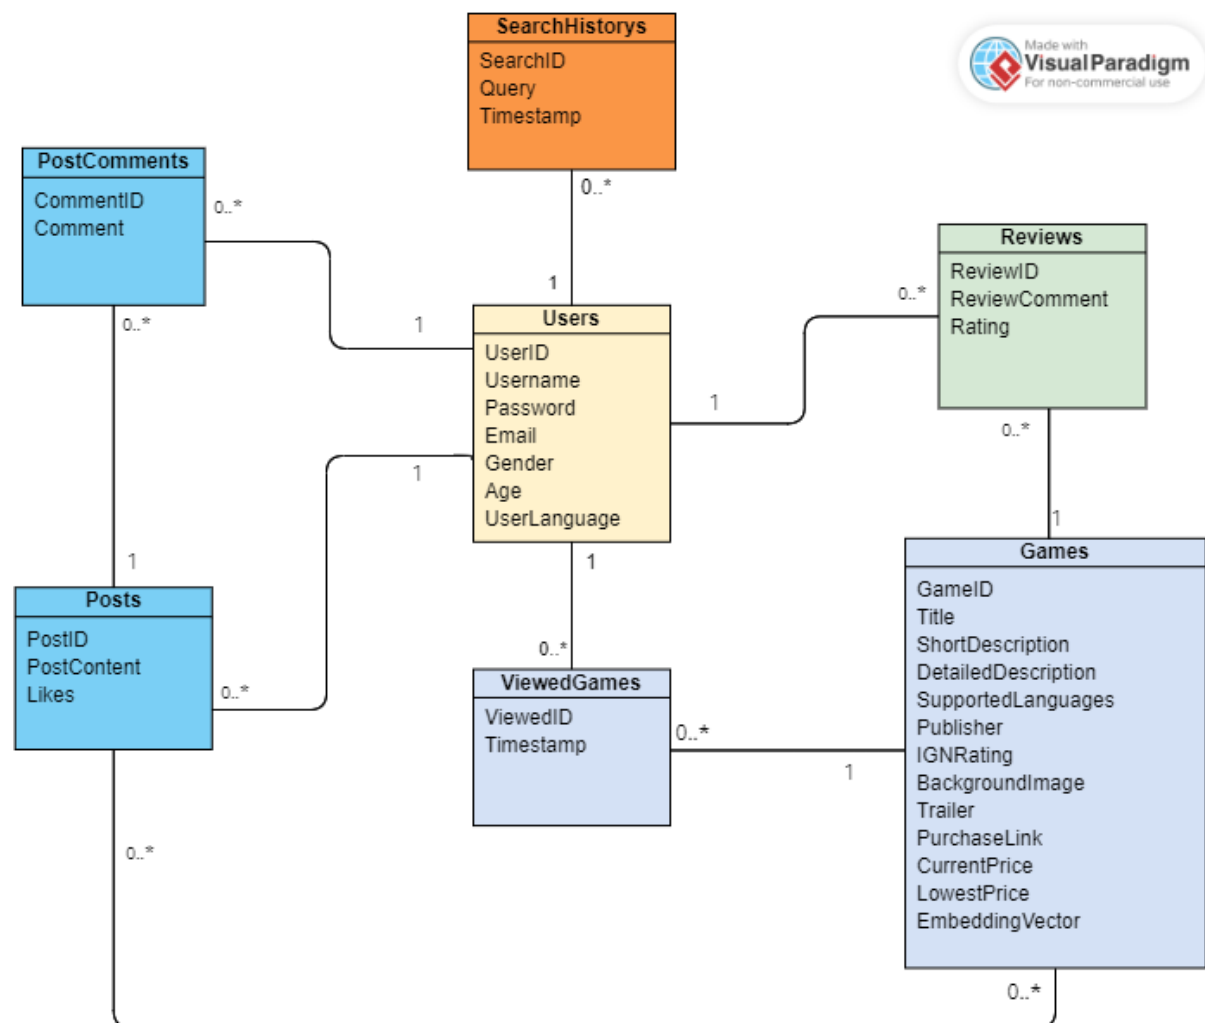 SearchHistorys
SearchID
Query
Timestamp
0..*
1
Made with
VisualParadigm
For non-commercial use
PostComments
CommentID
Comment
0..*
0..*
1
Users
UserID
Username
Password
Email
Gender
Age
UserLanguage
1
1
1
Reviews
ReviewID
ReviewComment
Rating
0..*
0..*
1
1
Posts
PostID
PostContent
Likes
0..*
0..*
0..*
ViewedGames
ViewedID
Timestamp
0..*
1
Games
GameID
Title
ShortDescription
DetailedDescription
SupportedLanguages
Publisher
IGNRating
BackgroundImage
Trailer
PurchaseLink
CurrentPrice
LowestPrice
EmbeddingVector
0..*